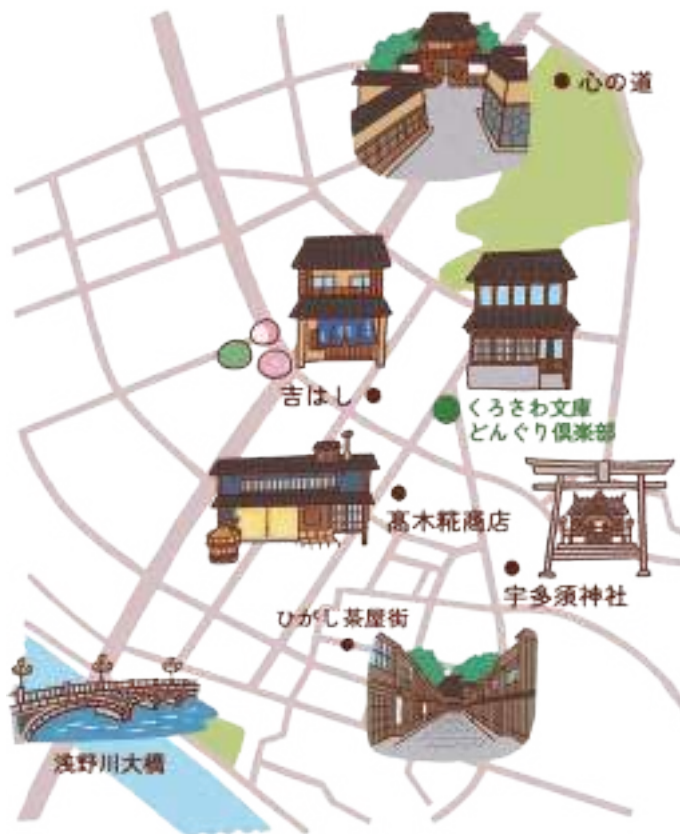 心の道
吉はし
くろさわ文庫
どんぐり倶楽部
髙木糀商店
宇多須神社
ひがし茶屋街
浅野川大橋